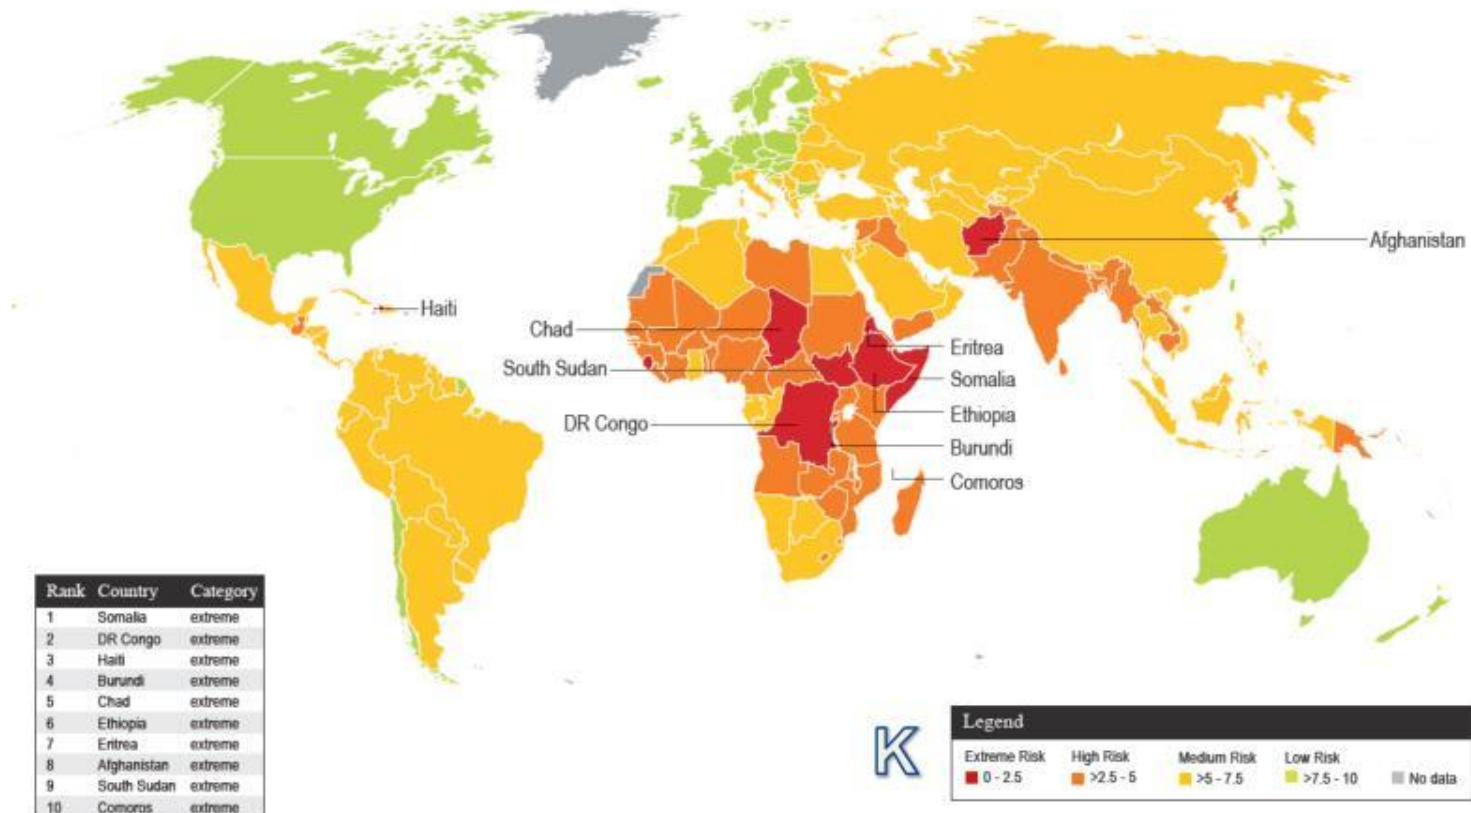 Afghanistan
Haiti
Chad
Eritrea
South Sudan
Somalia
Ethiopia
DR Congo
Burundi
Comoros
Rank Country Category
1 Somalia extreme
2 DR Congo extreme
3 Haiti extreme
4 Burundi extreme
5 Chad extreme
6 Ethiopia extreme
7 Eritrea extreme
8 Afghanistan extreme
9 South Sudan extreme
10 Comoros extreme
K
Legend
Extreme Risk High Risk Medium Risk Low Risk
0 - 2.5 >2.5 - 5 >5 - 7.5 >7.5 - 10 No data